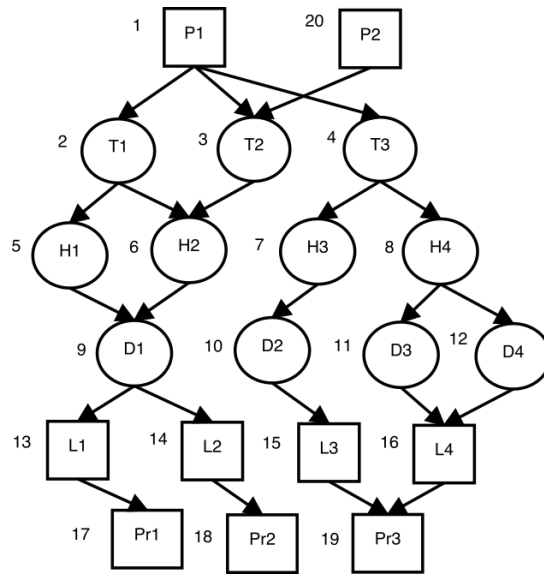 1 P1 20 P2
2 T1 3 T2 4 T3
5 H1 6 H2 7 H3 8 H4
9 D1 10 D2 11 D3 12 D4
13 L1 14 L2 15 L3 16 L4
17 Pr1 18 Pr2 19 Pr3